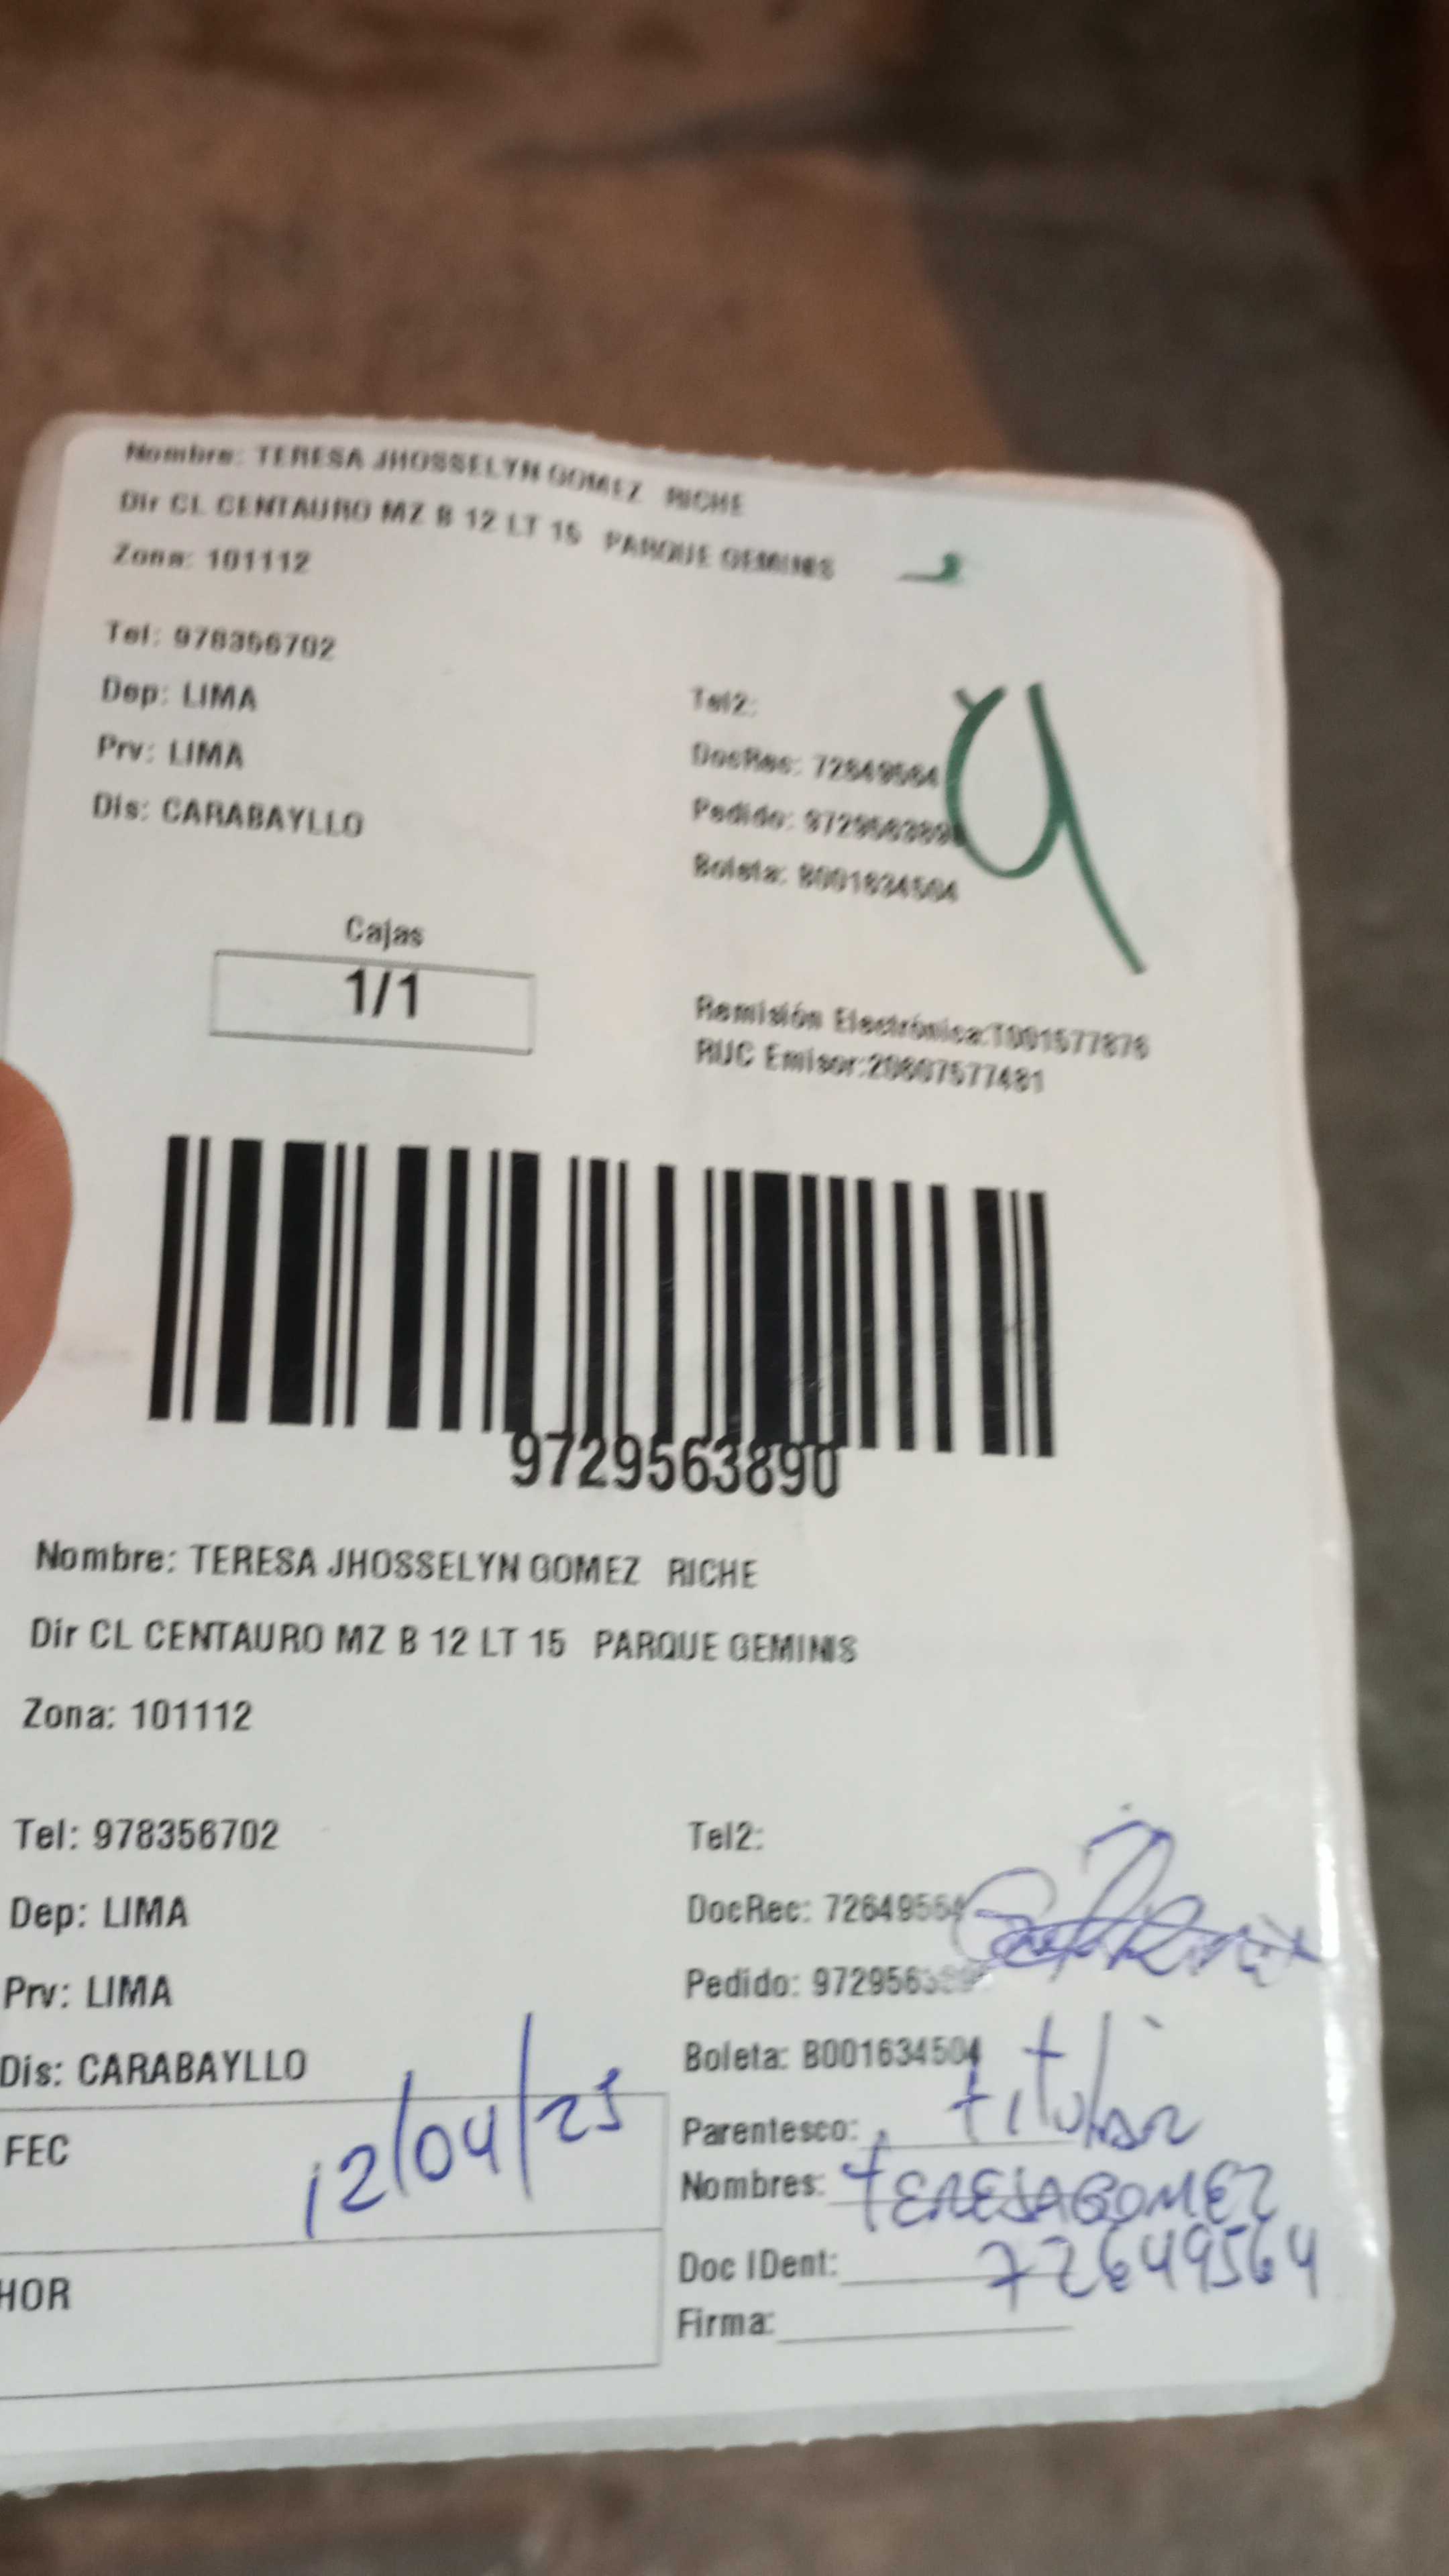 Nombre: TERESA JHOSSELYN GOMEZ RICHE
Dir CL CENTAURO MZ B 12 LT 15 PARQUE GEMINIS
Zona: 101112
Tel: 978356702
Dep: LIMA
Tel2:
Prv: LIMA
DocRec: 72649564
Dis: CARABAYLLO
Pedido: 9729563890
Boleta: B001634504
y
Cajas
1/1
Remisión Electrónica:T001577876
RUC Emisor:20607577481
9729563890
Nombre: TERESA JHOSSELYN GOMEZ RICHE
Dir CL CENTAURO MZ B 12 LT 15 PARQUE GEMINIS
Zona: 101112
Tel: 978356702
Tel2:
Dep: LIMA
DocRec: 72649564
Prv: LIMA
Pedido: 9729563890
Dis: CARABAYLLO
Boleta: B001634504
FEC 12/04/25
Parentesco: titular
Nombres: TERESA GOMEZ
Doc IDent: 72649564
HOR
Firma: